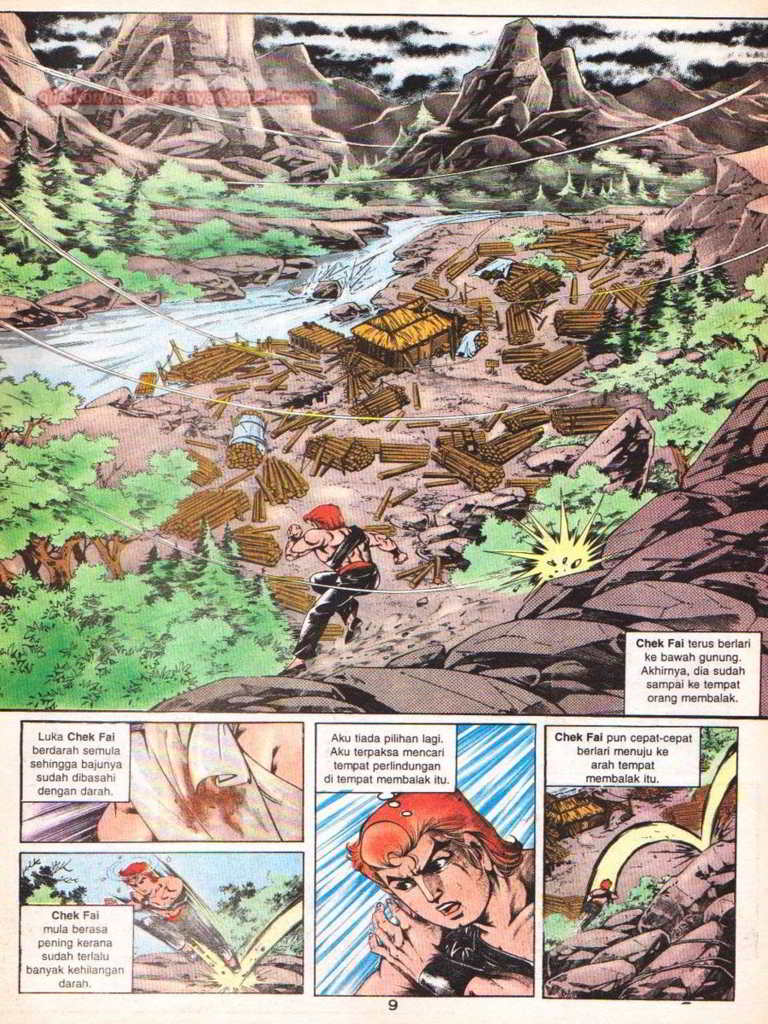 Chek Fai terus berlari
ke bawah gunung.
Akhirnya, dia sudah
sampai ke tempat
orang membalak.
Luka Chek Fai
berdarah semula
sehingga bajunya
sudah dibasahi
dengan darah.
Chek Fai
mula berasa
pening kerana
sudah terlalu
banyak kehilangan
darah.
Aku tiada pilihan lagi.
Aku terpaksa mencari
tempat perlindungan
di tempat membalak itu.
Chek Fai pun cepat-cepat
berlari menuju ke
arah tempat
membalak itu.
9